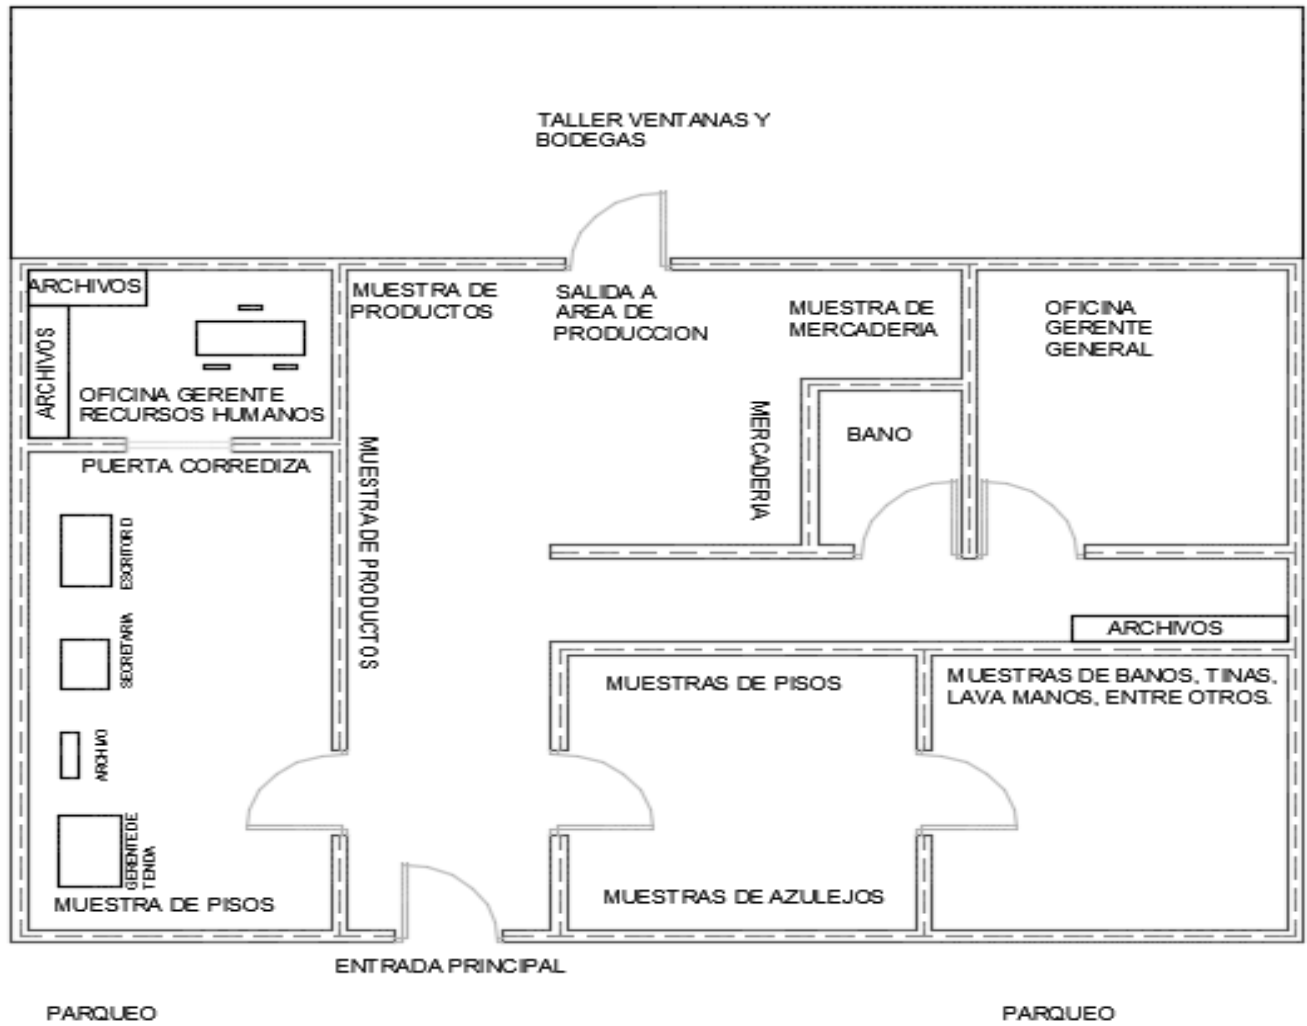 TALLER VENTANAS Y
BODEGAS
ARCHIVOS
ARCHIVOS
OFICINA GERENTE
RECURSOS HUMANOS
MUESTRA DE
PRODUCTOS
SALIDA A
AREA DE
PRODUCCION
MUESTRA DE
MERCADERIA
OFICINA
GERENTE
GENERAL
MERCADERIA
BANO
PUERTA CORREDIZA
MUESTRA DE PRODUCTOS
ESCRITORI
SECRETARIA
ARCHIVO
GERENTE DE
TENDA
MUESTRA DE PISOS
ARCHIVOS
MUESTRAS DE PISOS
MUESTRAS DE BANOS, TINAS,
LAVA MANOS, ENTRE OTROS.
MUESTRAS DE AZULEJOS
ENTRADA PRINCIPAL
PARQUEO
PARQUEO